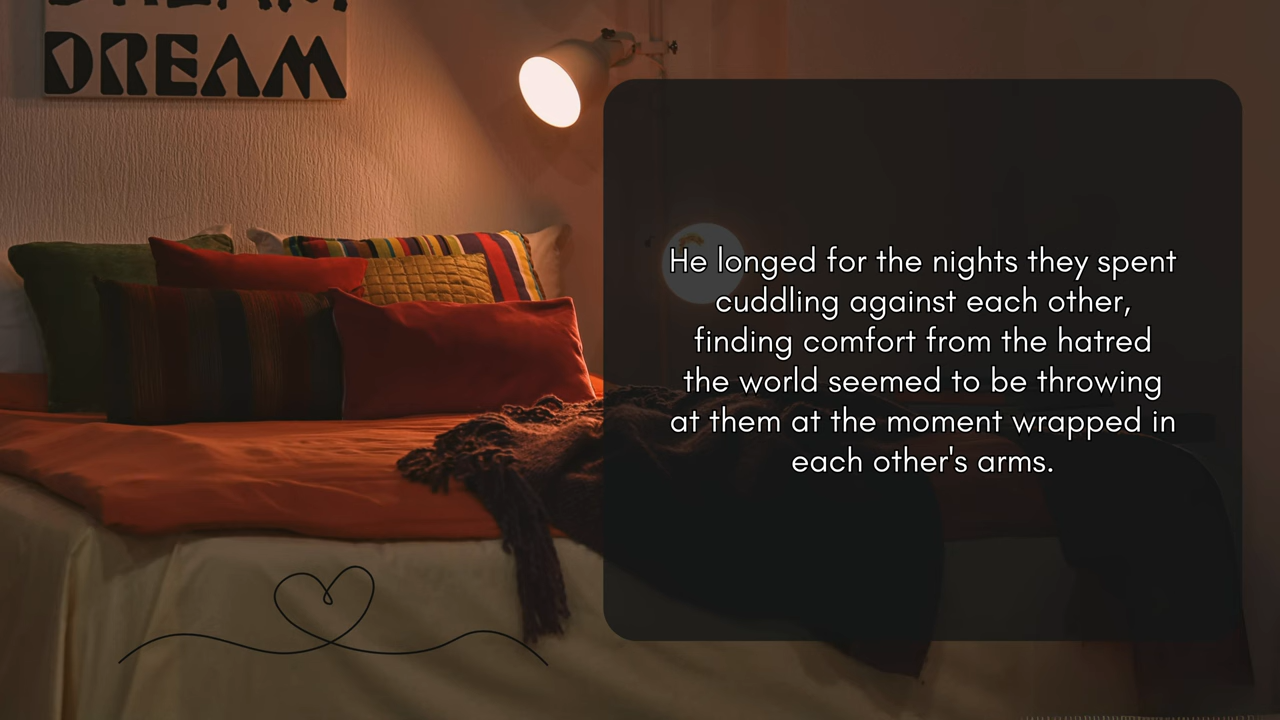 DREAM
DREAM
He longed for the nights they spent
cuddling against each other,
finding comfort from the hatred
the world seemed to be throwing
at them at the moment wrapped in
each other's arms.